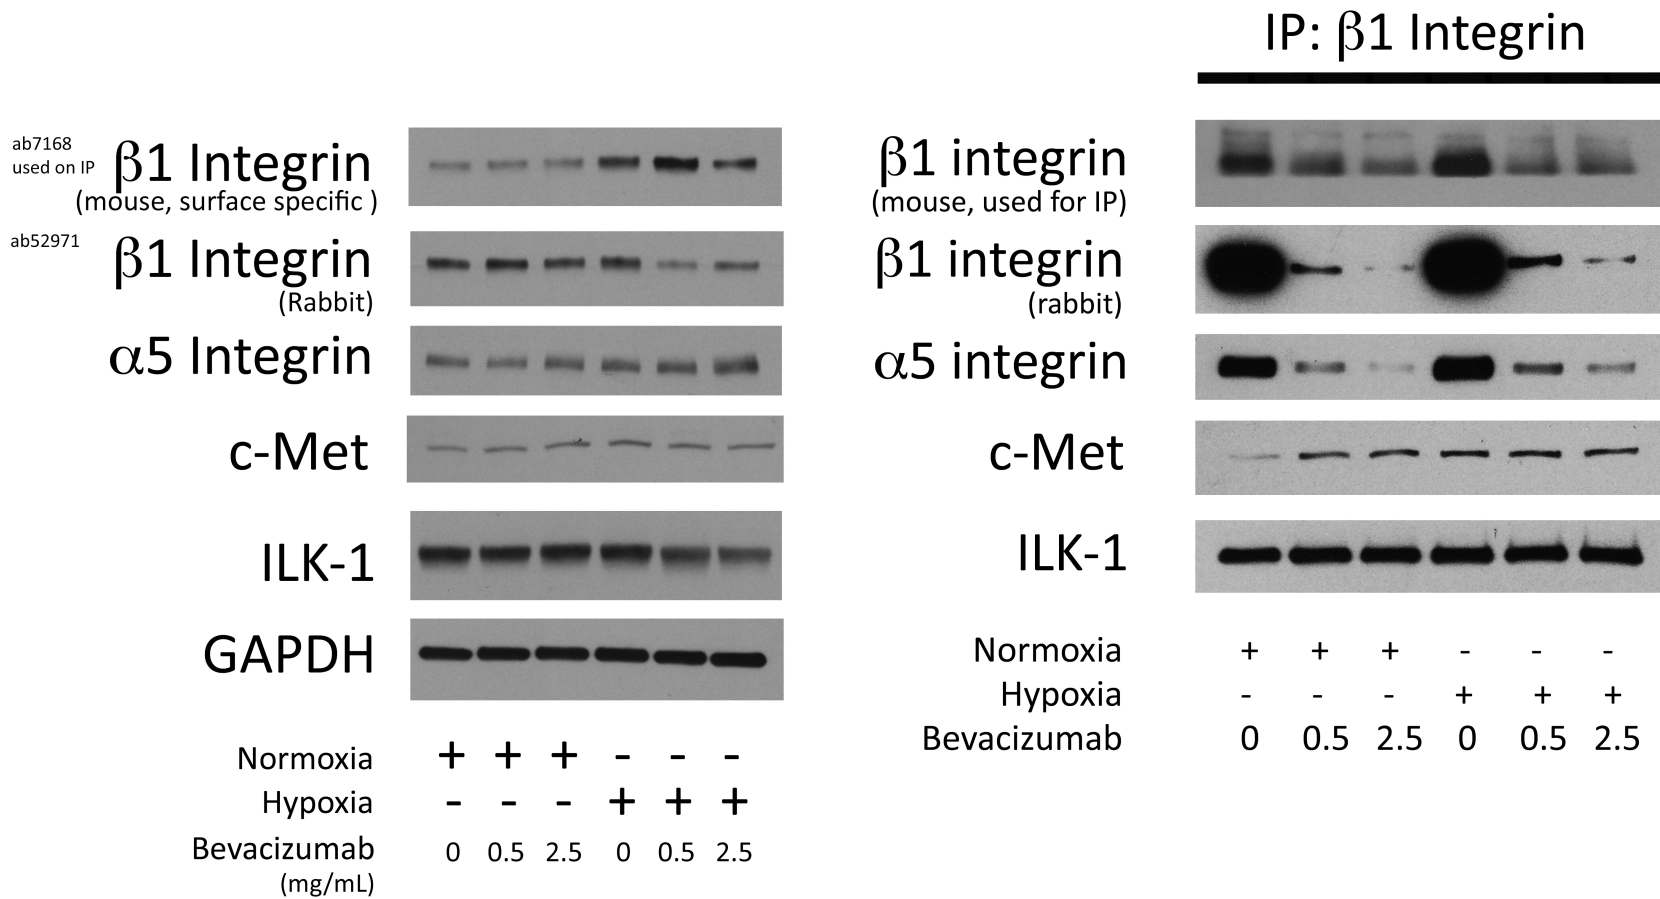 IP: β1 Integrin
ab7168
used on IP
β1 Integrin
(mouse, surface specific )
ab52971
β1 Integrin
(Rabbit)
α5 Integrin
c-Met
ILK-1
GAPDH
Normoxia + + + - - -
Hypoxia - - - + + +
Bevacizumab 0 0.5 2.5 0 0.5 2.5
(mg/mL)
β1 integrin
(mouse, used for IP)
β1 integrin
(rabbit)
α5 integrin
c-Met
ILK-1
Normoxia + + + - - -
Hypoxia - - - + + +
Bevacizumab 0 0.5 2.5 0 0.5 2.5